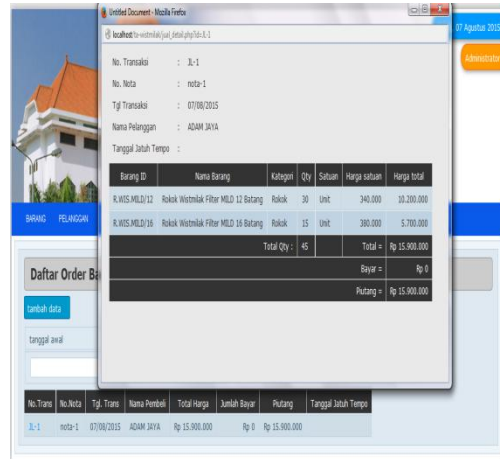 Untitled Document - Mozilla Firefox
07 Agustus 2015
localhost/ta-wistmilak/jual_detail.php?id=JL-1
Administrator
No. Transaksi : JL-1
No. Nota : nota-1
Tgl Transaksi : 07/08/2015
Nama Pelanggan : ADAM JAYA
Tanggal Jatuh Tempo :
Barang ID Nama Barang Kategori Qty Satuan Harga satuan Harga total
R.WIS.MILD/12 Rokok Wistmilak Filter MILD 12 Batang Rokok 30 Unit 340.000 10.200.000
R.WIS.MILD/16 Rokok Wistmilak Filter MILD 16 Batang Rokok 15 Unit 380.000 5.700.000
Total Qty : 45 Total = Rp 15.900.000
Bayar = Rp 0
Piutang = Rp 15.900.000
BARANG PELANGGAN
Daftar Order Ba
tambah data
tanggal awal
No.Trans No.Nota Tgl. Trans Nama Pembeli Total Harga Jumlah Bayar Piutang Tanggal Jatuh Tempo
JL-1 nota-1 07/08/2015 ADAM JAYA Rp 15.900.000 Rp 0 Rp 15.900.000